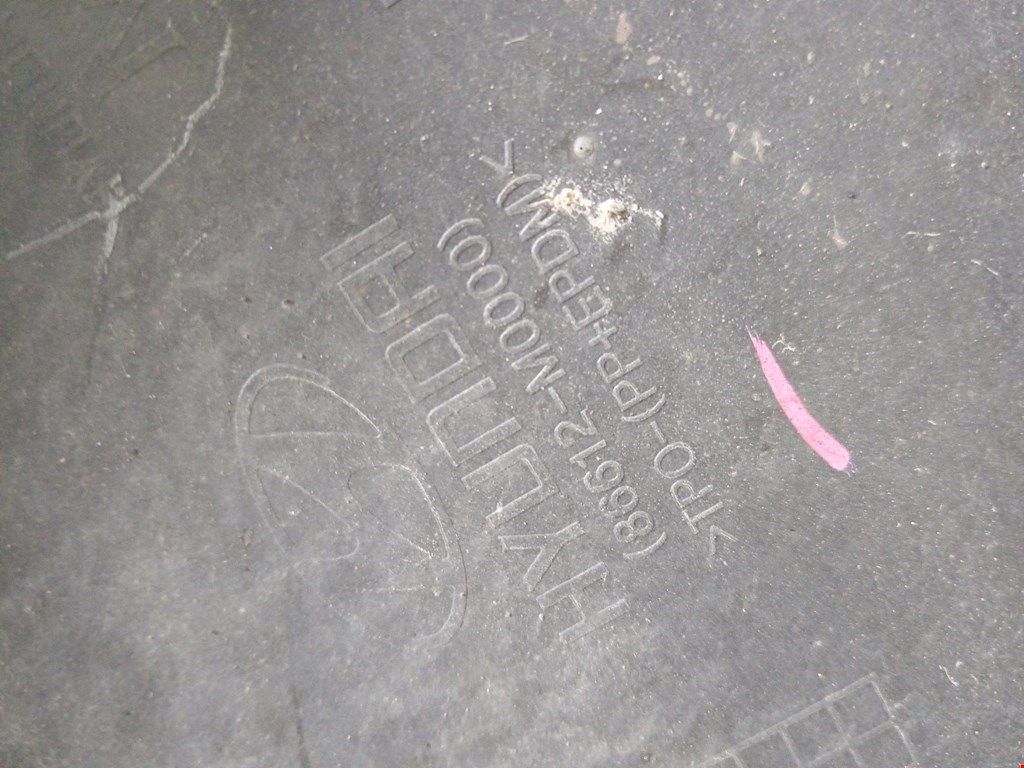 HYUNDAI
(86612-M0000)
>TPO-(PP+EPDM)<